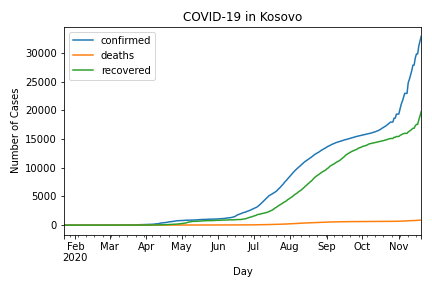 COVID-19 in Kosovo
confirmed
deaths
recovered
Number of Cases
30000
25000
20000
15000
10000
5000
0
Feb Mar Apr May Jun Jul Aug Sep Oct Nov
2020
Day